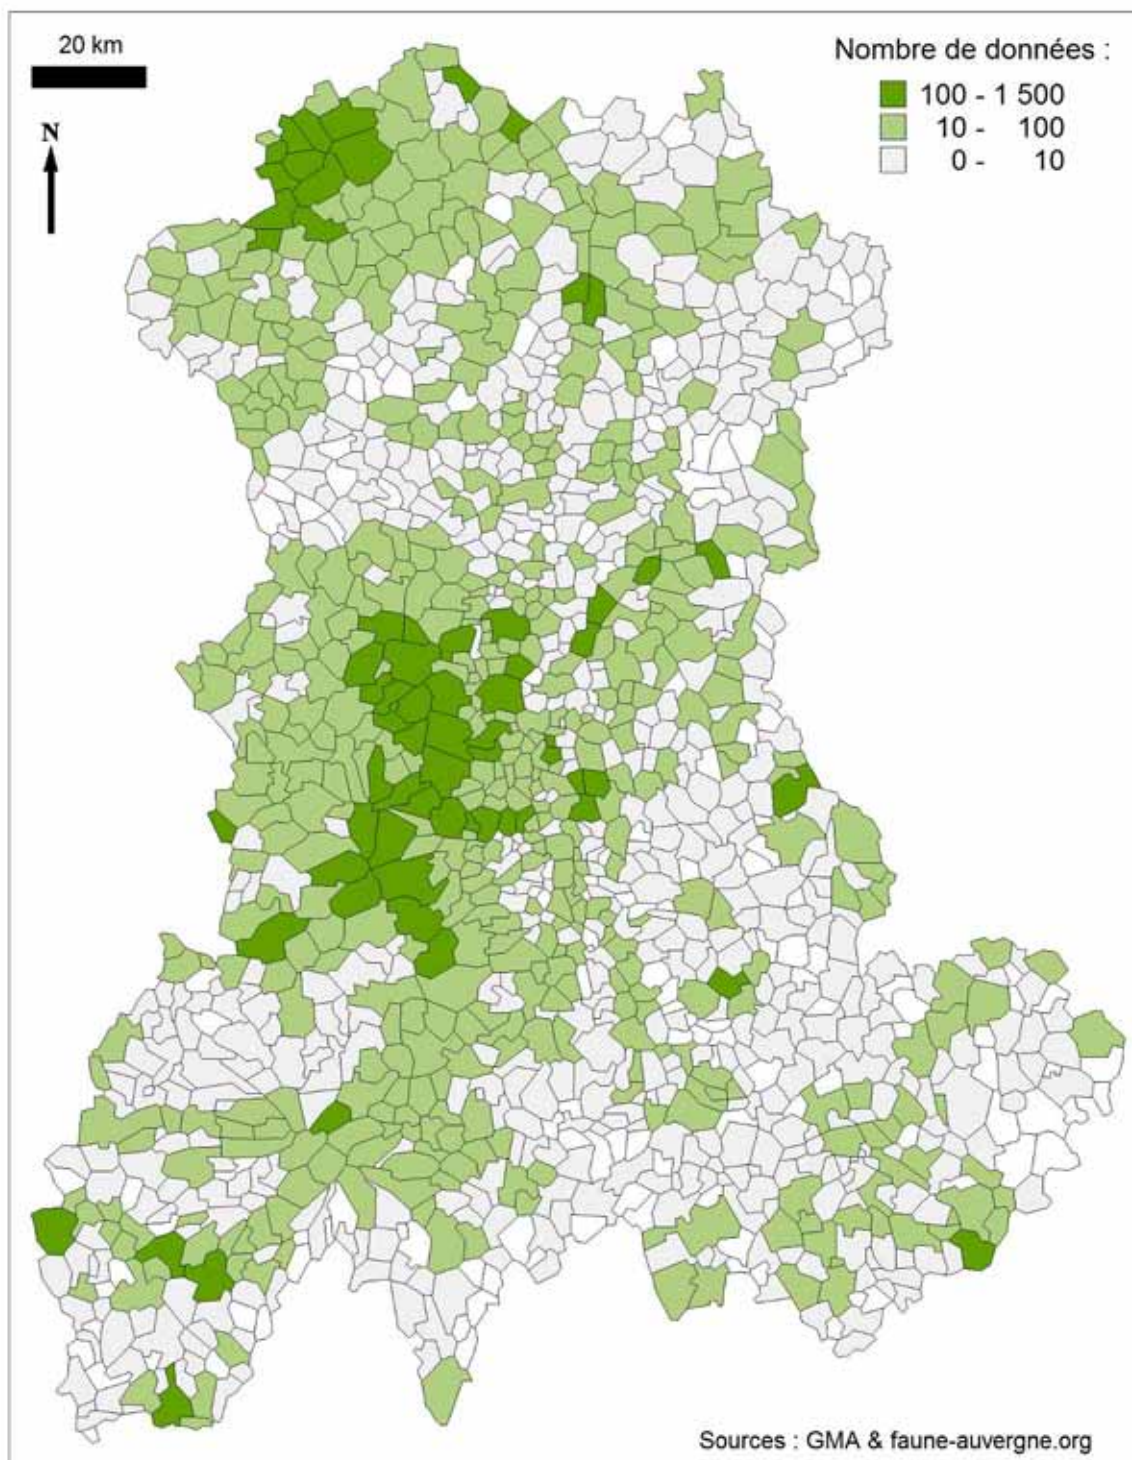 20 km
N
Nombre de données :
100 - 1 500
10 - 100
0 - 10
Sources : GMA & faune-auvergne.org